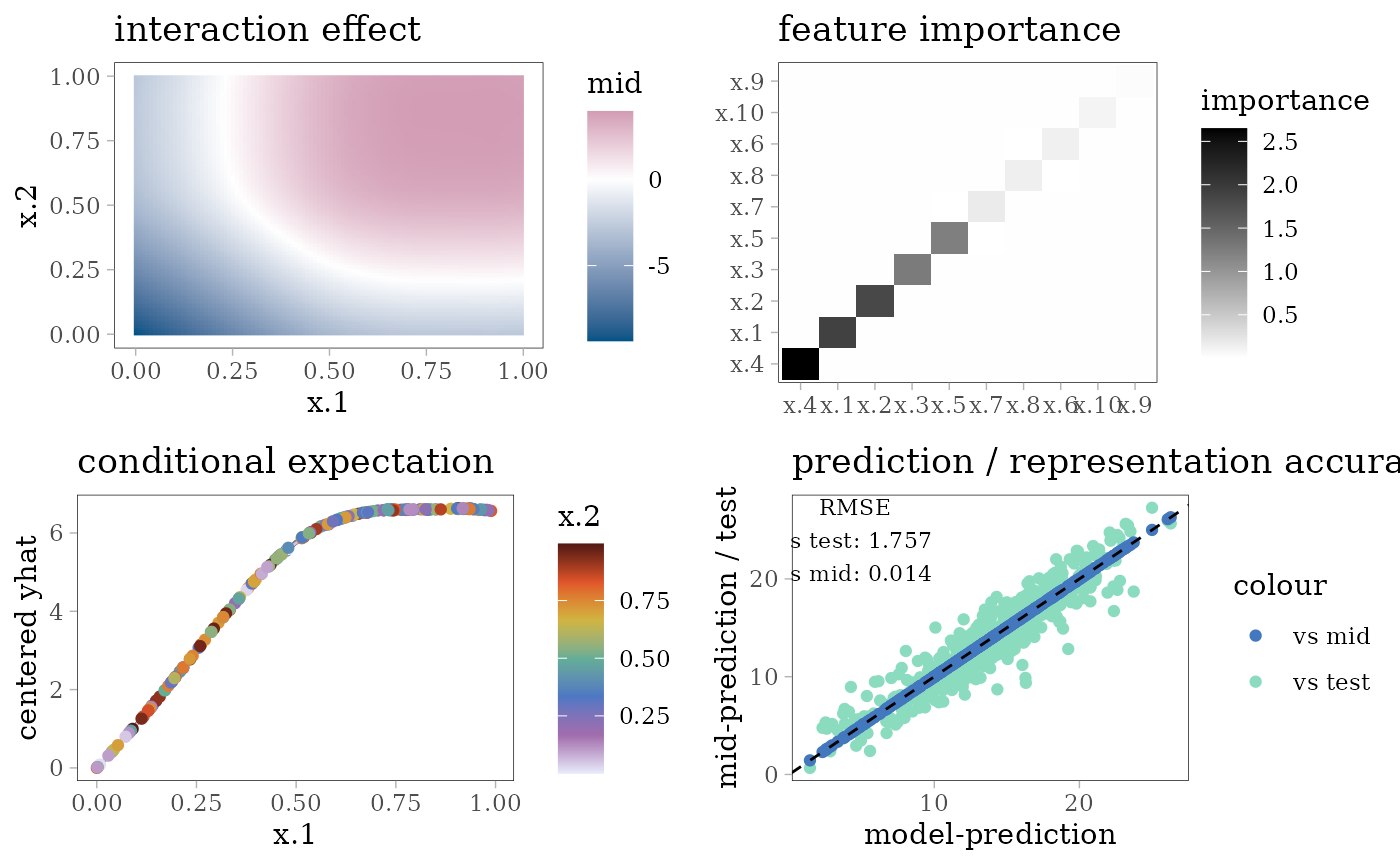 interaction effect
mid
1.00
0.75
0.50
0.25
0.00
x.2
0.00 0.25 0.50 0.75 1.00
x.1
0
-5
feature importance
importance
x.9
x.10
x.6
x.8
x.7
x.5
x.3
x.2
x.1
x.4
x.4 x.1 x.2 x.3 x.5 x.7 x.8 x.6 x.10 x.9
2.5
2.0
1.5
1.0
0.5
conditional expectation
x.2
6
4
2
0
centered yhat
0.00 0.25 0.50 0.75 1.00
x.1
0.75
0.50
0.25
prediction / representation accura
RMSE
s test: 1.757
s mid: 0.014
20
10
0
mid-prediction / test
10 20
model-prediction
colour
vs mid
vs test